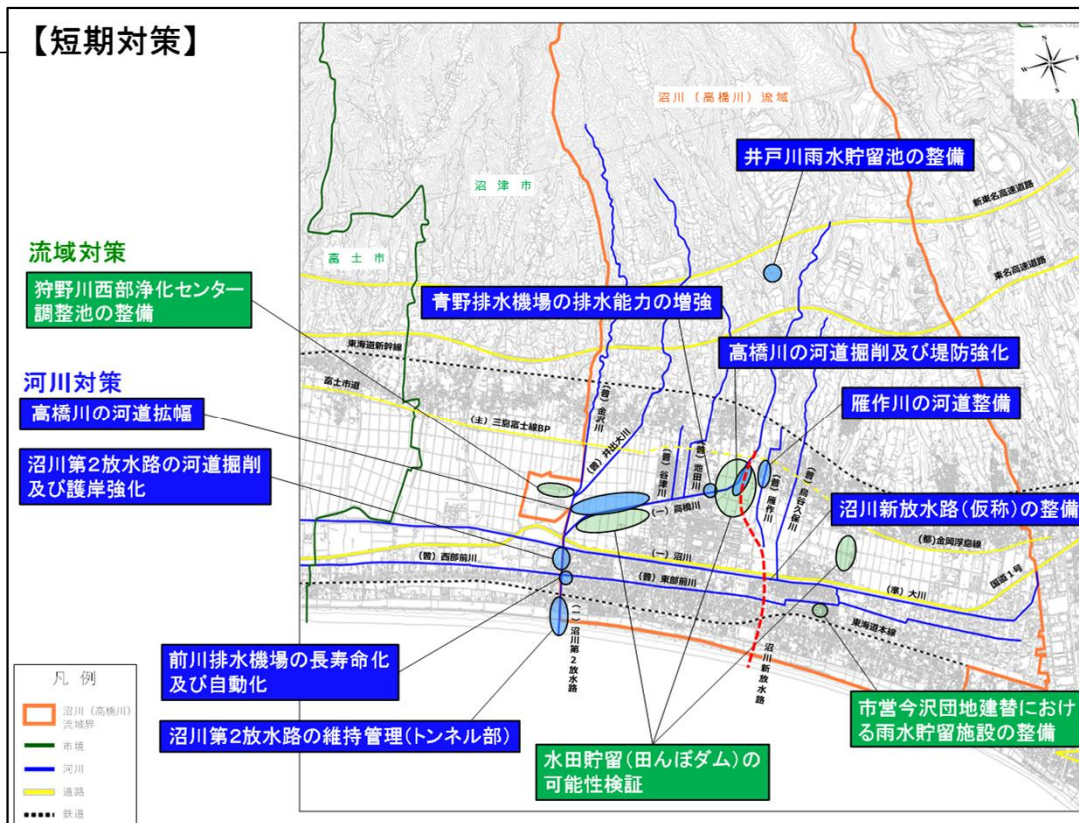 【短期対策】
沼川(高橋川)流域
井戸川雨水貯留池の整備
沼津市
新東名高速道路
富士市
東名高速道路
流域対策
狩野川西部浄化センター
調整池の整備
青野排水機場の排水能力の増強
高橋川の河道掘削及び堤防強化
東海道新幹線
富士市道
河川対策
高橋川の河道拡幅
雁作川の河道整備
(主)三島富士線BP
(普)金沢川
(普)井出大川
(普)谷津川
(普)池田川
(一)高橋川
(普)雁作川
(普)鳥谷久保川
沼川第2放水路の河道掘削
及び護岸強化
沼川新放水路(仮称)の整備
(都)金岡浮島線
(普)西部前川
(一)沼川
(普)東部前川
(準)大川
国道1号
東海道本線
(一)沼川第2放水路
沼川新放水路
前川排水機場の長寿命化
及び自動化
沼川第2放水路の維持管理(トンネル部)
水田貯留(田んぼダム)の
可能性検証
市営今沢団地建替におけ
る雨水貯留施設の整備
凡例
沼川(高橋川)
流域界
市境
河川
道路
鉄道
N
W
E
S